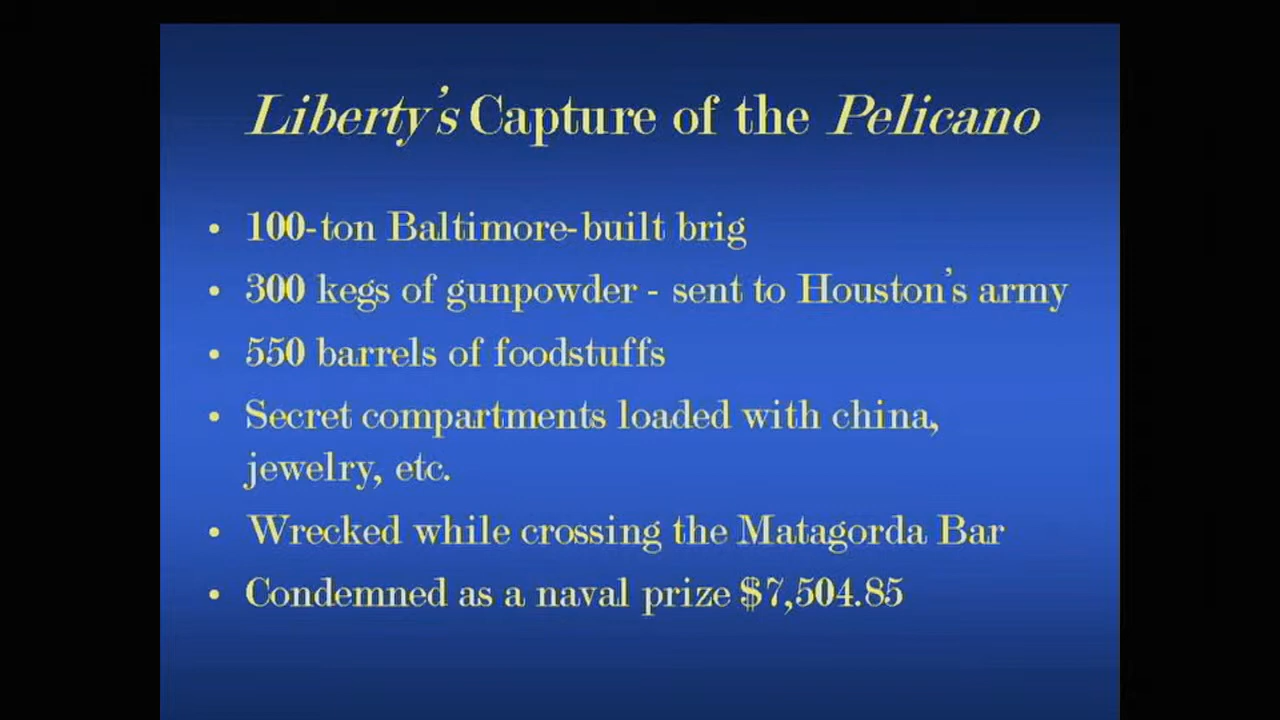 Liberty's Capture of the Pelicano
• 100-ton Baltimore-built brig
• 300 kegs of gunpowder - sent to Houston's army
• 550 barrels of foodstuffs
• Secret compartments loaded with china,
jewelry, etc.
• Wrecked while crossing the Matagorda Bar
• Condemned as a naval prize $7,504.85